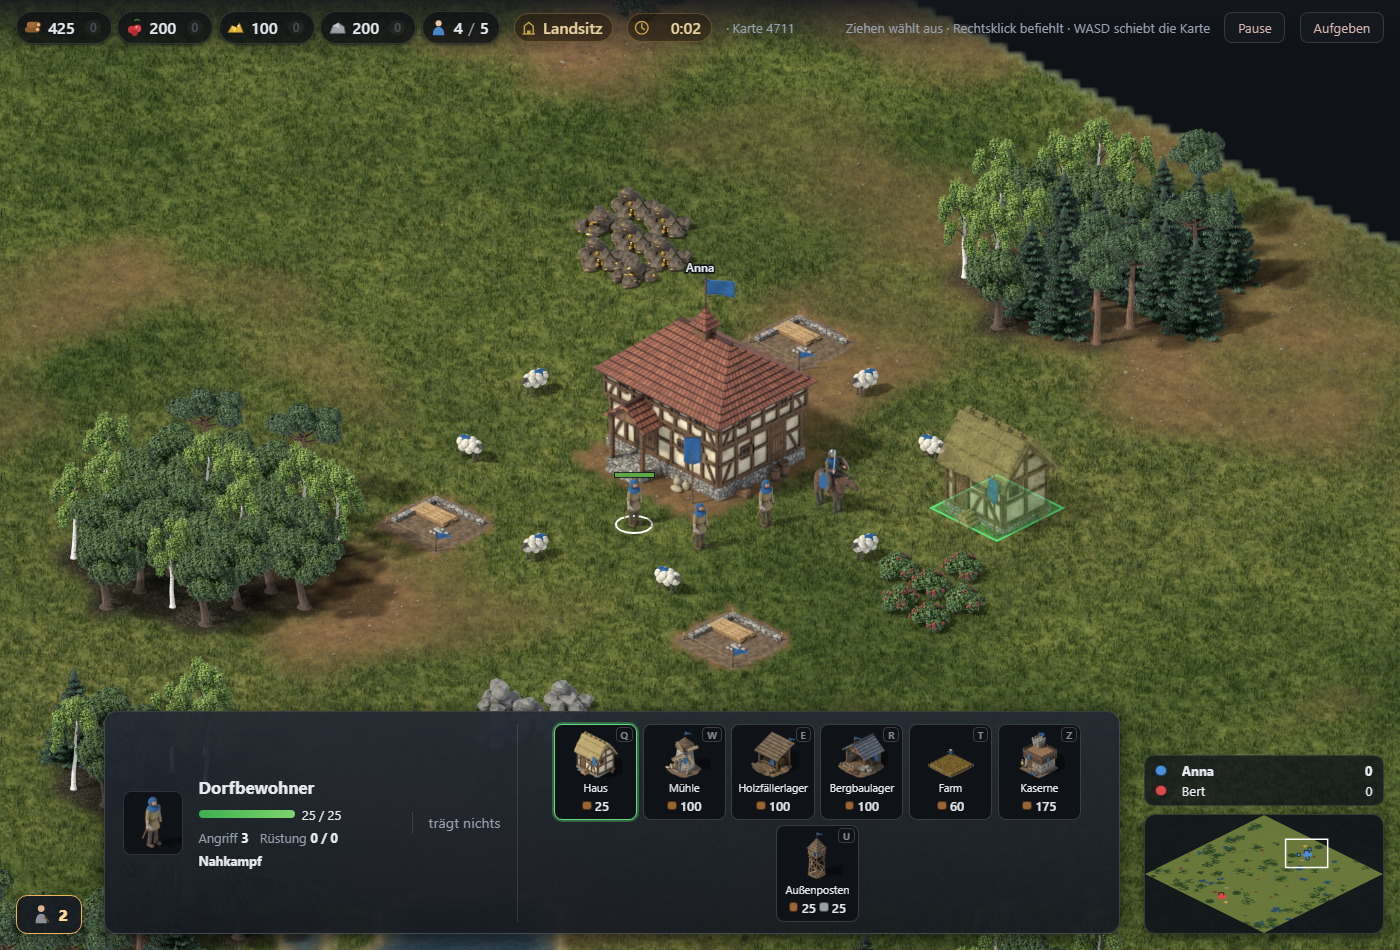 425 0 200 0 100 0 200 0 4 / 5 Landsitz 0:02 · Karte 4711 Ziehen wählt aus · Rechtsklick befiehlt · WASD schiebt die Karte Pause Aufgeben
Anna
Dorfbewohner
25 / 25
Angriff 3 Rüstung 0 / 0
Nahkampf
trägt nichts
Q W E R T Z
Haus Mühle Holzfällerlager Bergbaulager Farm Kaserne
25 100 100 100 60 175
U
Außenposten
25 25
Anna 0
Bert 0
2